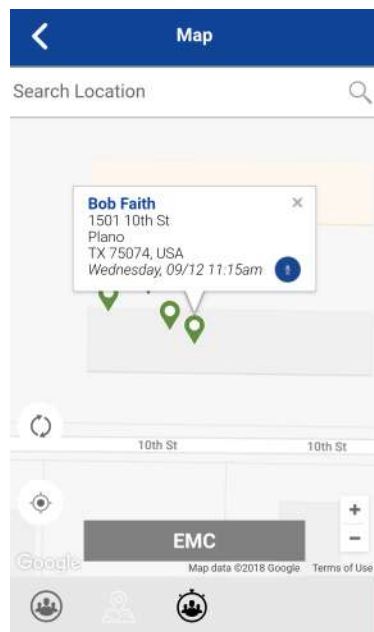 Map
Search Location
Bob Faith
1501 10th St
Plano
TX 75074, USA
Wednesday, 09/12 11:15am
10th St
10th St
EMC
Google
Map data ©2018 Google
Terms of Use